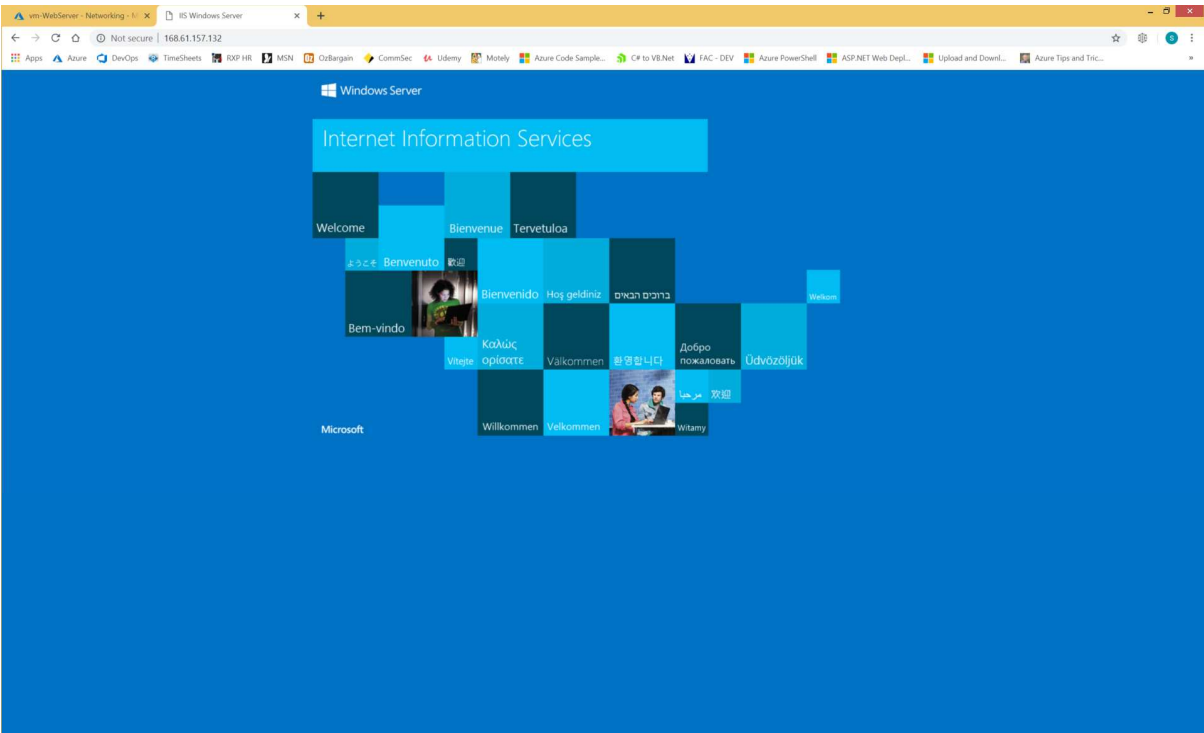 vm-WebServer - Networking - M
IIS Windows Server
Not secure | 168.61.157.132
S
Apps Azure DevOps TimeSheets RXP HR MSN OzBargain CommSec Udemy Motely Azure Code Sample... C# to VB.Net FAC - DEV Azure PowerShell ASP.NET Web Depl... Upload and Downl... Azure Tips and Tric... »
Windows Server
Internet Information Services
Welcome
Bienvenue
Tervetuloa
ようこそ
Benvenuto
歡迎
Bienvenido
Hoş geldiniz
ברוכים הבאים
Welkom
Bem-vindo
Vítejte
Καλώς
ορίσατε
Välkommen
환영합니다
Добро
пожаловать
Üdvözöljük
مرحبا
欢迎
Microsoft
Willkommen
Velkommen
Witamy